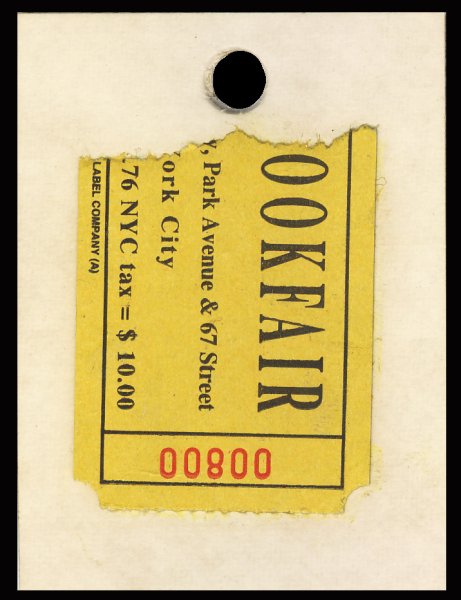 OOKFAIR
y, Park Avenue & 67 Street
ork City
.76 NYC tax = $ 10.00
LABEL COMPANY (A)
00800